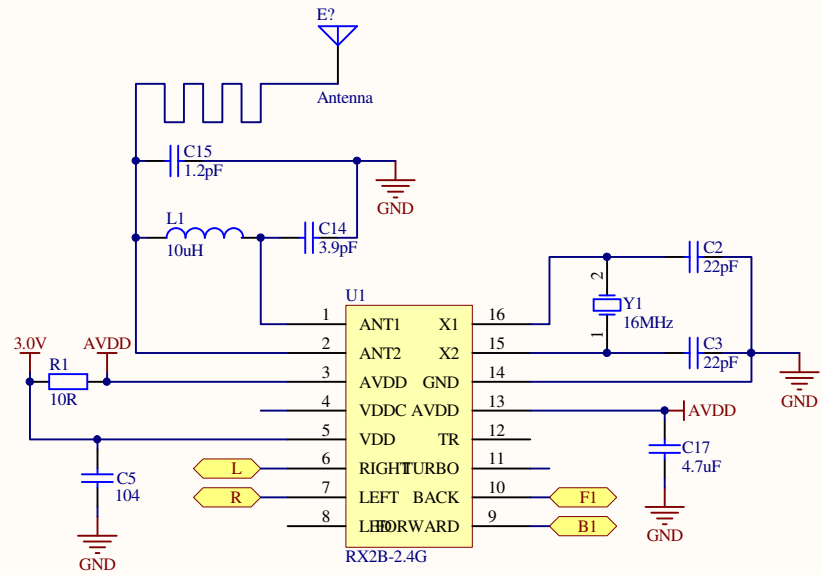 E?
Antenna
C15
1.2pF
GND
L1
10uH
C14
3.9pF
C2
22pF
2
Y1
16MHz
1
C3
22pF
GND
U1
1 ANT1 X1 16
2 ANT2 X2 15
3 AVDD GND 14
4 VDDC AVDD 13
5 VDD TR 12
6 RIGHT TURBO 11
7 LEFT BACK 10
8 LED FORWARD 9
RX2B-2.4G
3.0V
AVDD
R1
10R
C5
104
GND
L
R
F1
B1
AVDD
C17
4.7uF
GND